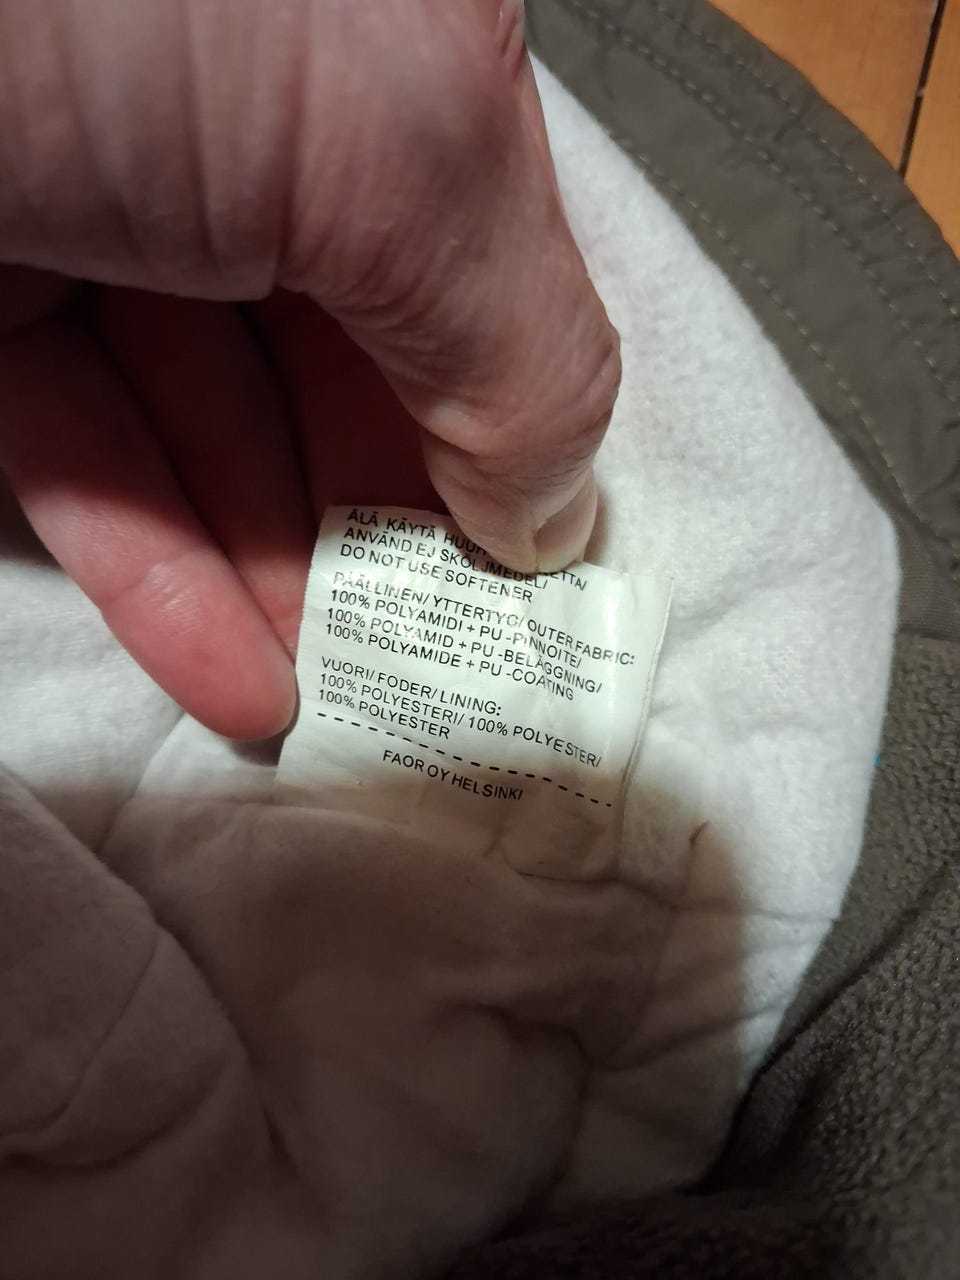 ÄLÄ KÄYTÄ
ANVÄND EJ SKÖLJMEDEL/
DO NOT USE SOFTENER
PÄÄLLINEN/YTTERTYG/OUTER FABRIC:
100% POLYAMIDI + PU -PINNOITE/
100% POLYAMID + PU -BELÄGGNING/
100% POLYAMIDE + PU -COATING
VUORI/FODER/LINING:
100% POLYESTERI/ 100% POLYESTER/
100% POLYESTER
FAOR OY HELSINKI